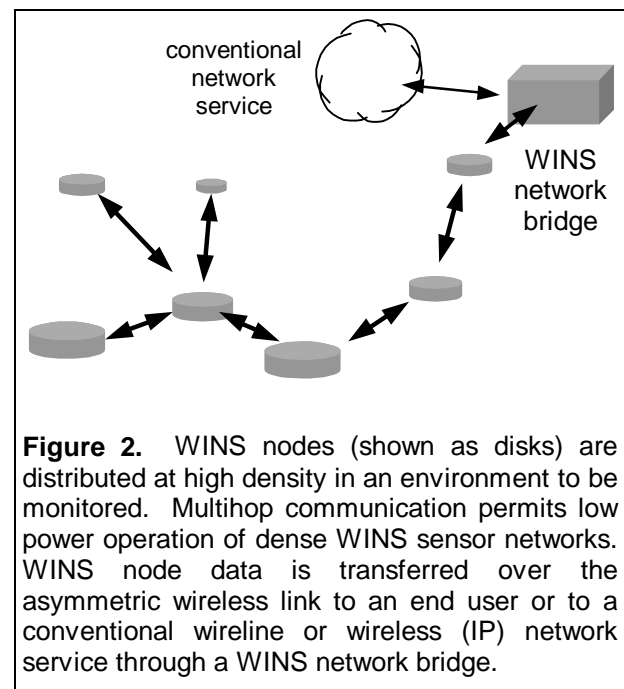 conventional
network
service
WINS
network
bridge
Figure 2. WINS nodes (shown as disks) are
distributed at high density in an environment to be
monitored. Multihop communication permits low
power operation of dense WINS sensor networks.
WINS node data is transferred over the
asymmetric wireless link to an end user or to a
conventional wireline or wireless (IP) network
service through a WINS network bridge.